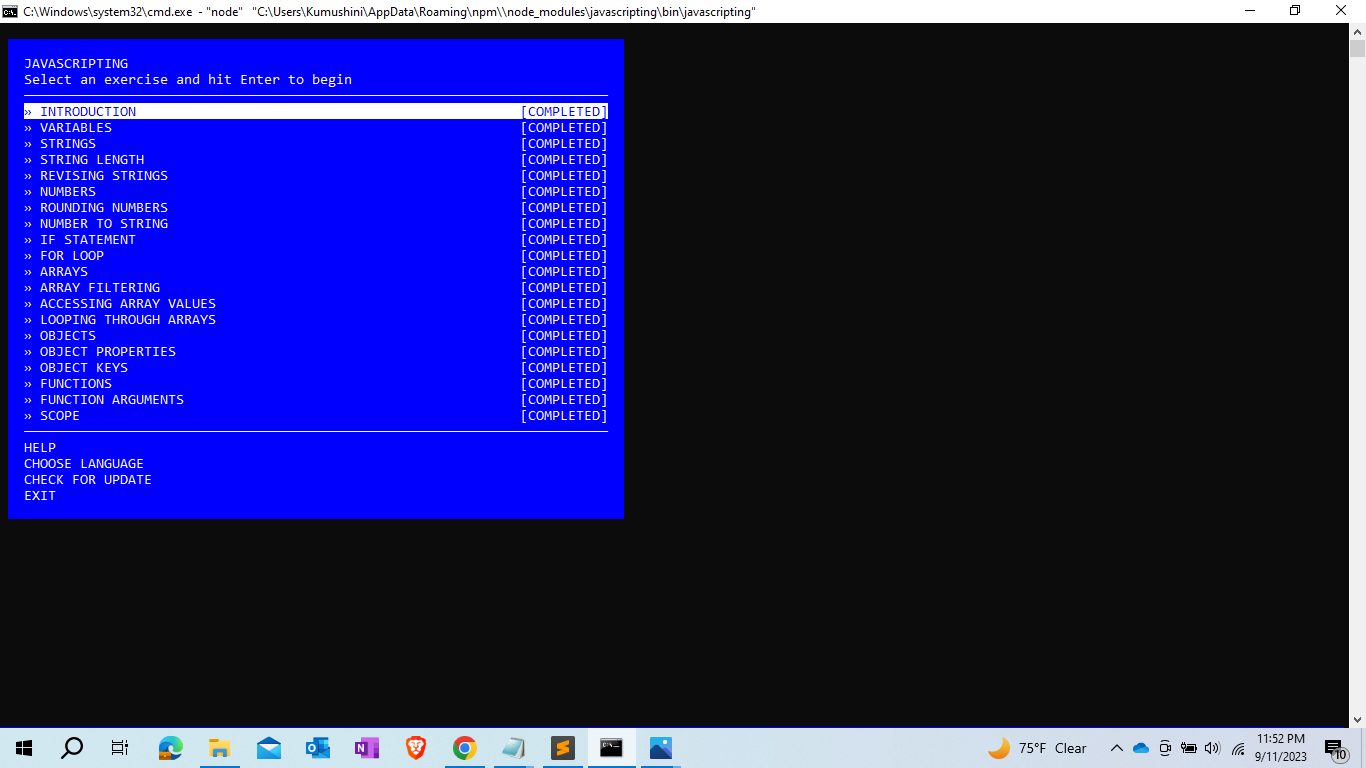 C:\Windows\system32\cmd.exe - "node" "C:\Users\Kumushini\AppData\Roaming\npm\\node_modules\javascripting\bin\javascripting"
JAVASCRIPTING
Select an exercise and hit Enter to begin
» INTRODUCTION [COMPLETED]
» VARIABLES [COMPLETED]
» STRINGS [COMPLETED]
» STRING LENGTH [COMPLETED]
» REVISING STRINGS [COMPLETED]
» NUMBERS [COMPLETED]
» ROUNDING NUMBERS [COMPLETED]
» NUMBER TO STRING [COMPLETED]
» IF STATEMENT [COMPLETED]
» FOR LOOP [COMPLETED]
» ARRAYS [COMPLETED]
» ARRAY FILTERING [COMPLETED]
» ACCESSING ARRAY VALUES [COMPLETED]
» LOOPING THROUGH ARRAYS [COMPLETED]
» OBJECTS [COMPLETED]
» OBJECT PROPERTIES [COMPLETED]
» OBJECT KEYS [COMPLETED]
» FUNCTIONS [COMPLETED]
» FUNCTION ARGUMENTS [COMPLETED]
» SCOPE [COMPLETED]
HELP
CHOOSE LANGUAGE
CHECK FOR UPDATE
EXIT
75°F Clear
11:52 PM
9/11/2023
10